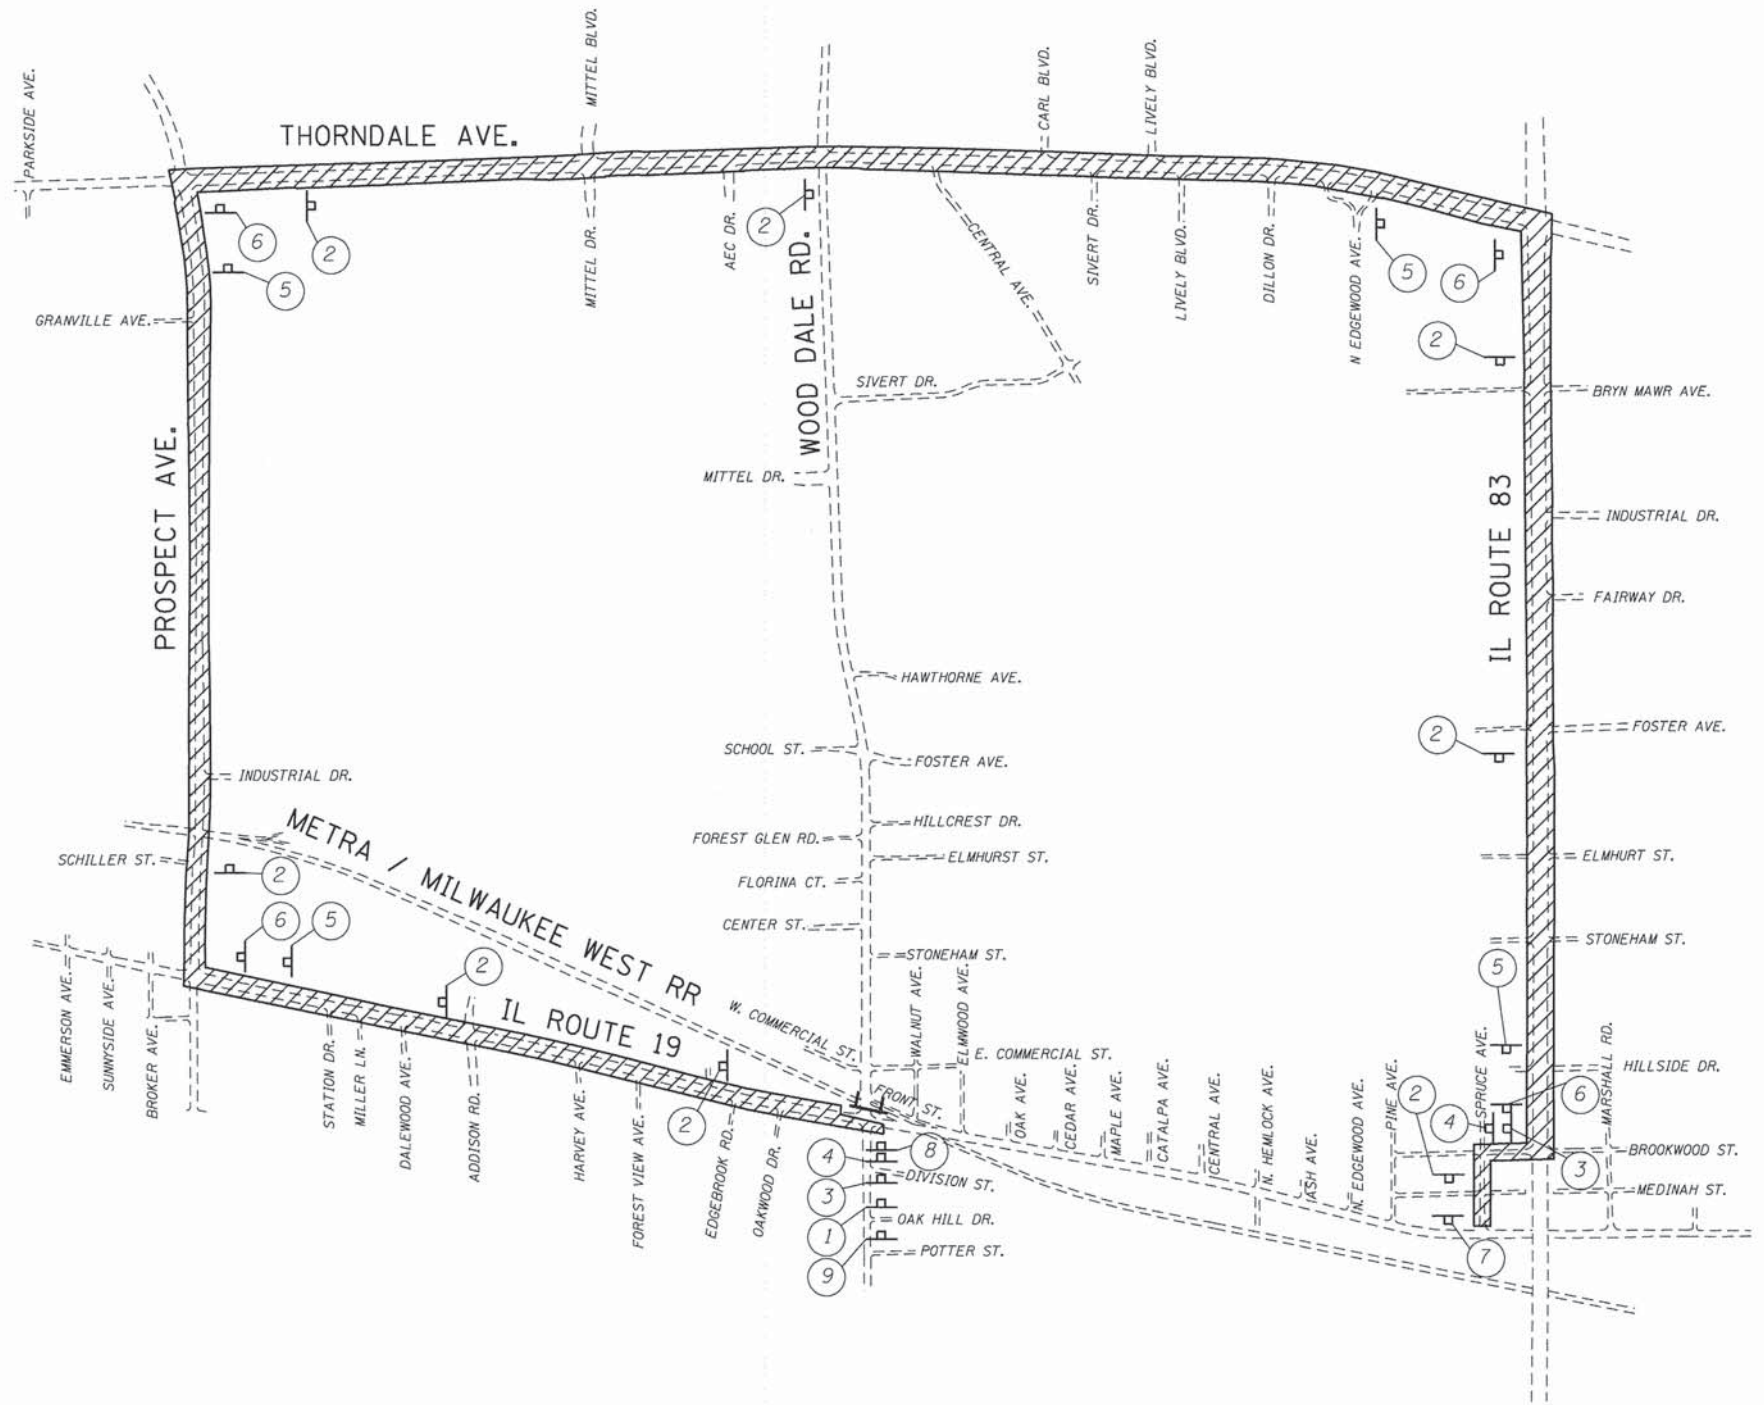 PARKSIDE AVE.
THORNDALE AVE.
MITTEL BLVD.
MITTEL BLVD.
CARL BLVD.
LIVELY BLVD.
6
2
5
MITTEL DR.
AEC DR.
2
WOOD DALE RD.
CENTRAL AVE.
SIVERT DR.
LIVELY BLVD.
DILLON DR.
N EDGEWOOD AVE.
5
6
2
GRANVILLE AVE.
SIVERT DR.
BRYN MAWR AVE.
PROSPECT AVE.
MITTEL DR.
IL ROUTE 83
INDUSTRIAL DR.
FAIRWAY DR.
HAWTHORNE AVE.
SCHOOL ST.
FOSTER AVE.
2
FOSTER AVE.
INDUSTRIAL DR.
METRA / MILWAUKEE WEST RR
FOREST GLEN RD.
HILLCREST DR.
ELMHURST ST.
ELMHURT ST.
SCHILLER ST.
2
FLORINA CT.
CENTER ST.
STONEHAM ST.
STONEHAM ST.
6
5
2
5
IL ROUTE 19
W. COMMERCIAL ST.
WALNUT AVE.
ELMWOOD AVE.
E. COMMERCIAL ST.
FRONT ST.
EMMERSON AVE.
SUNNYSIDE AVE.
BROKER AVE.
STATION DR.
MILLER LN.
DALEWOOD AVE.
ADDISON RD.
HARVEY AVE.
FOREST VIEW AVE.
2
EDGEBROOK RD.
OAKWOOD DR.
OAK AVE.
CEDAR AVE.
MAPLE AVE.
CATALPA AVE.
CENTRAL AVE.
N. HEMLOCK AVE.
ASH AVE.
N. EDGEWOOD AVE.
PINE AVE.
SPRUCE AVE.
MARSHALL RD.
HILLSIDE DR.
2
4
6
BROOKWOOD ST.
3
MEDINAH ST.
7
4
8
DIVISION ST.
3
OAK HILL DR.
1
POTTER ST.
9